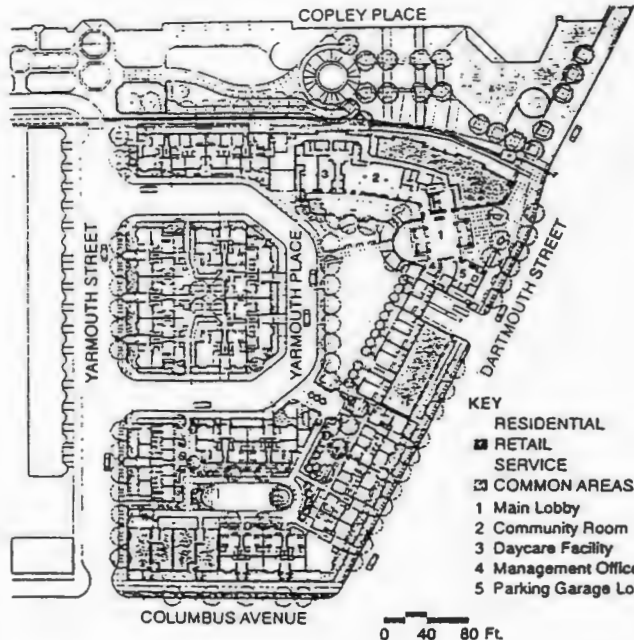 COPLEY PLACE
3
2
1
YARMOUTH STREET
YARMOUTH PLACE
DARTMOUTH STREET
KEY
RESIDENTIAL
RETAIL
SERVICE
COMMON AREAS
1 Main Lobby
2 Community Room
3 Daycare Facility
4 Management Office
5 Parking Garage Lo
COLUMBUS AVENUE
0 40 80 Ft.